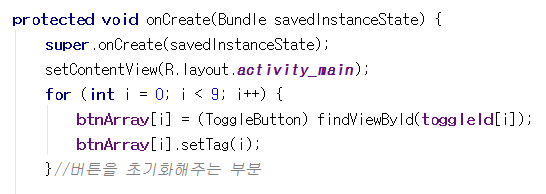 protected void onCreate(Bundle savedInstanceState) {
super.onCreate(savedInstanceState);
setContentView(R.layout.activity_main);
for (int i = 0; i < 9; i++) {
btnArray[i] = (ToggleButton) findViewById(toggleId[i]);
btnArray[i].setTag(i);
}//버튼을 초기화해주는 부분